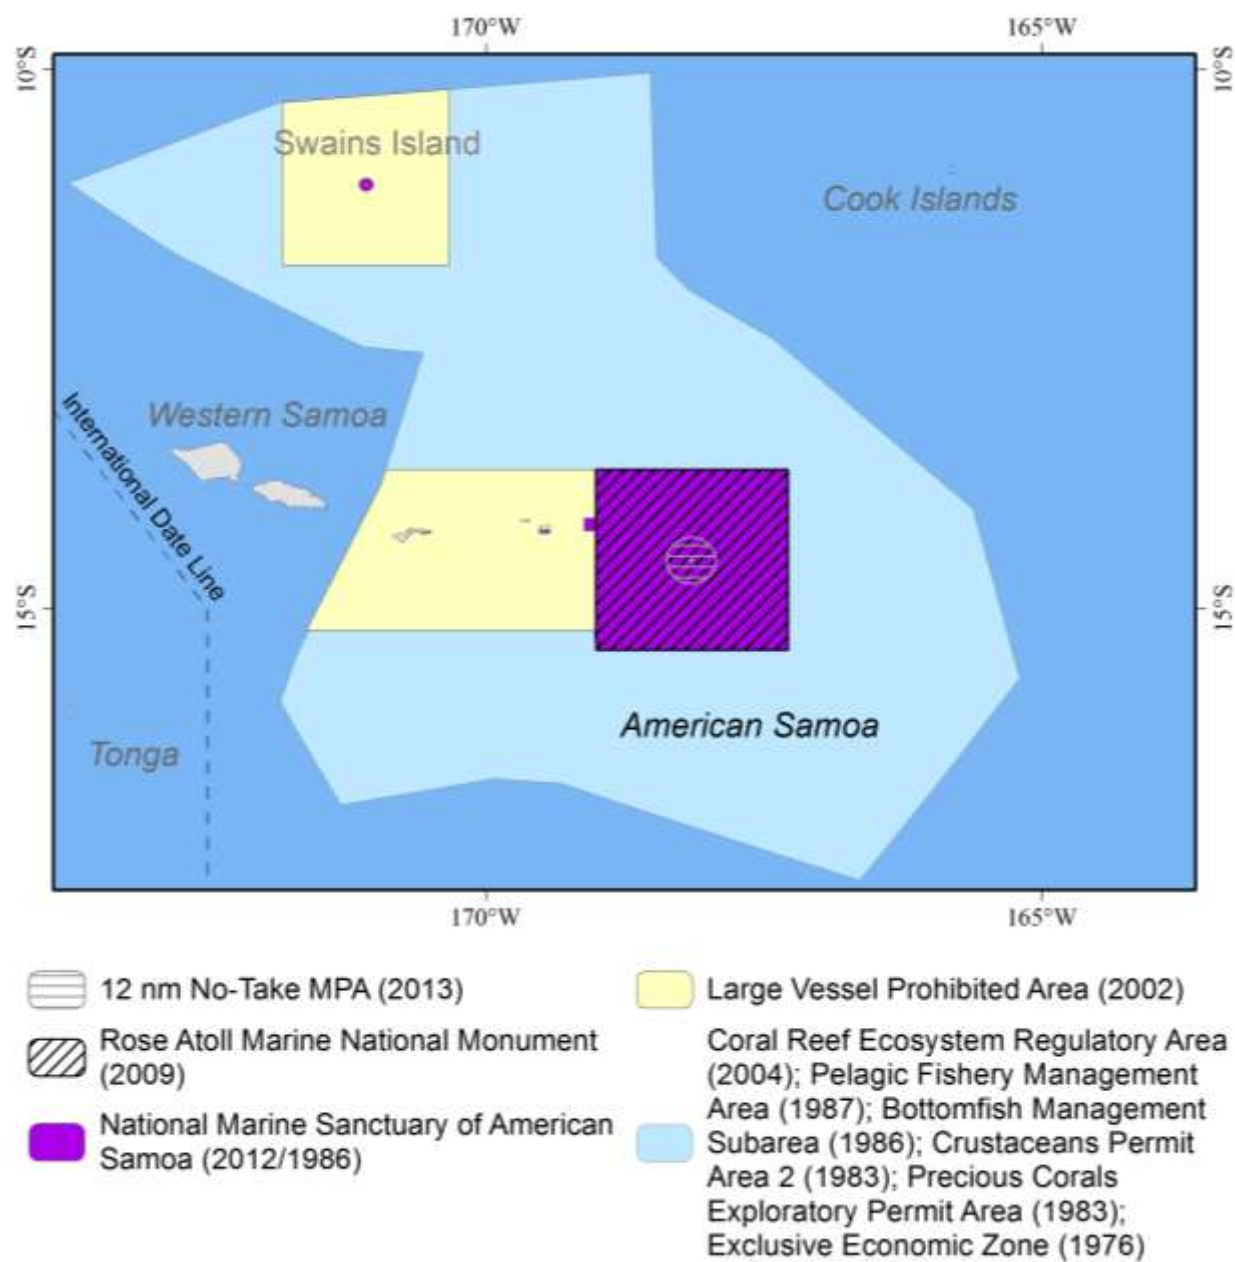 170°W
165°W
10°S
10°S
Swains Island
Cook Islands
Western Samoa
International Date Line
15°S
15°S
American Samoa
Tonga
170°W
165°W
12 nm No-Take MPA (2013)
Rose Atoll Marine National Monument
(2009)
National Marine Sanctuary of American
Samoa (2012/1986)
Large Vessel Prohibited Area (2002)
Coral Reef Ecosystem Regulatory Area
(2004); Pelagic Fishery Management
Area (1987); Bottomfish Management
Subarea (1986); Crustaceans Permit
Area 2 (1983); Precious Corals
Exploratory Permit Area (1983);
Exclusive Economic Zone (1976)